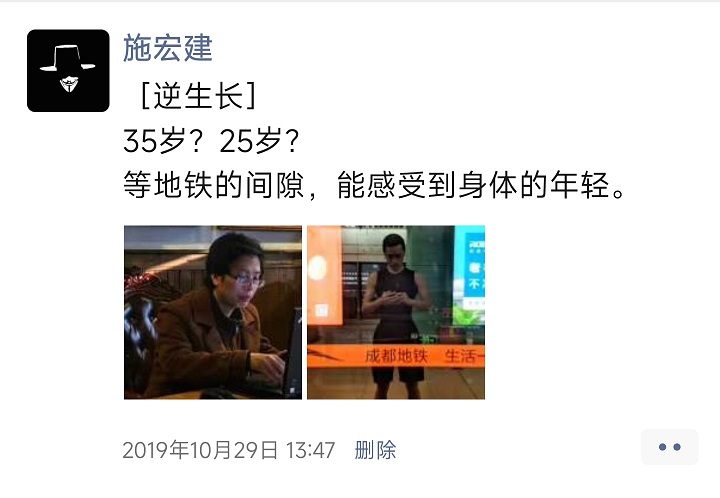 施宏建
［逆生长］
35岁？25岁？
等地铁的间隙，能感受到身体的年轻。
成都地铁 生活一
2019年10月29日 13:47 删除